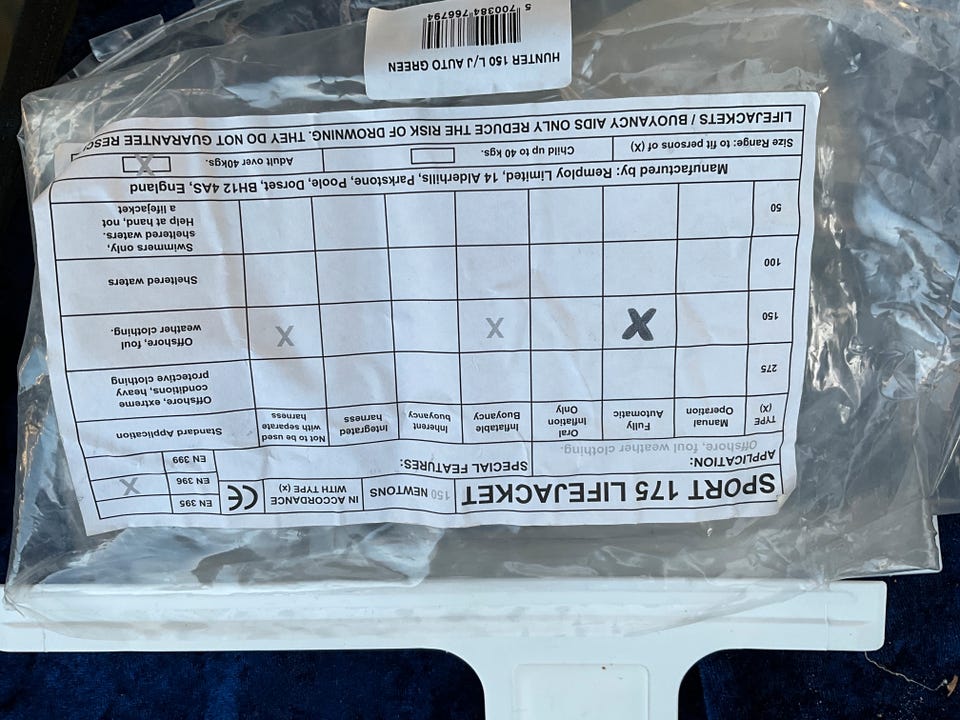 SPORT 175 LIFEJACKET
150 NEWTONS
IN ACCORDANCE
WITH TYPE (x)
CE
EN 395
EN 396 X
EN 399
APPLICATION:
Offshore, foul weather clothing.
SPECIAL FEATURES:
TYPE (X) Manual Operation Fully Automatic Oral Inflation Only Inflatable Buoyancy Inherent buoyancy Integrated harness Not to be used with separate harness Standard Application
275 Offshore, extreme conditions, heavy protective clothing
150 X X X Offshore, foul weather clothing.
100 Sheltered waters
50 Swimmers only, sheltered waters. Help at hand, not a lifejacket
Manufactured by: Remploy Limited, 14 Alderhills, Parkstone, Poole, Dorset, BH12 4AS, England
Size Range: to fit to persons of (X) Child up to 40 kgs. Adult over 40kgs. X
LIFEJACKETS / BUOYANCY AIDS ONLY REDUCE THE RISK OF DROWNING. THEY DO NOT GUARANTEE RESC
HUNTER 150 L/J AUTO GREEN
5 700384 766794